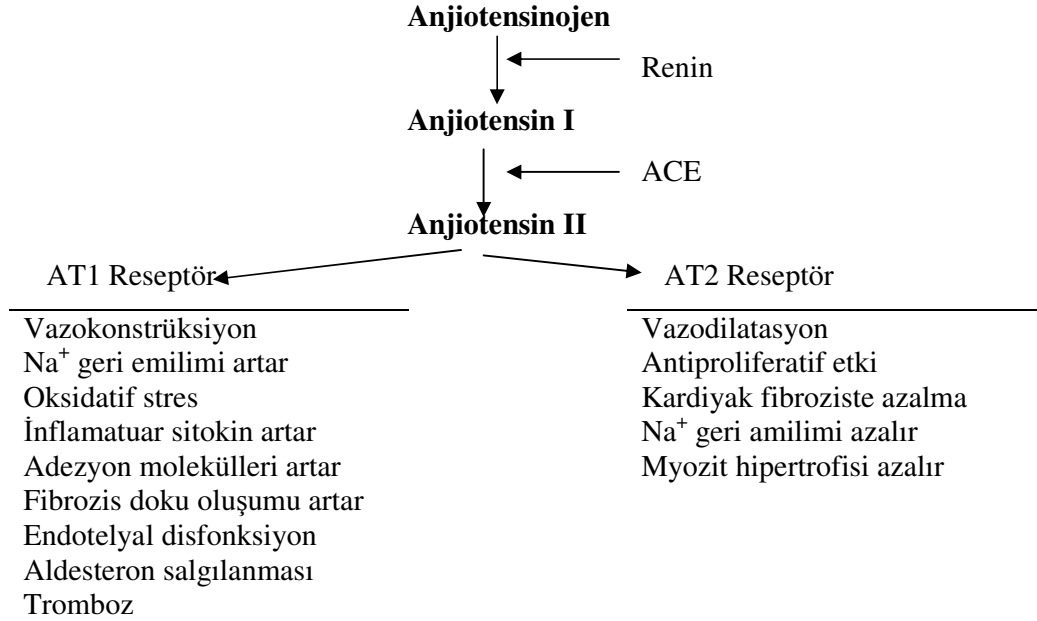 Anjiotensinojen
Renin
Anjiotensin I
ACE
Anjiotensin II
AT1 Reseptör
Vazokonstrüksiyon
Na⁺ geri emilimi artar
Oksidatif stres
İnflamatuar sitokin artar
Adezyon molekülleri artar
Fibrozis doku oluşumu artar
Endotelyal disfonksiyon
Aldesteron salgılanması
Tromboz
AT2 Reseptör
Vazodilatasyon
Antiproliferatif etki
Kardiyak fibroziste azalma
Na⁺ geri amilimi azalır
Myozit hipertrofisi azalır